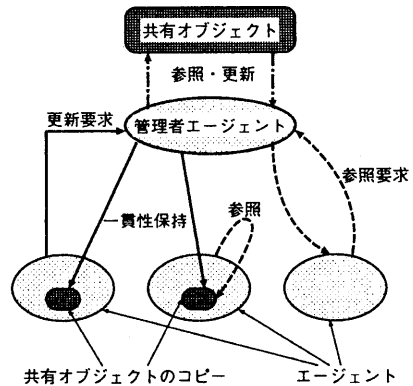 共有オブジェクト
参照・更新
更新要求
管理者エージェント
参照要求
一貫性保持
参照
共有オブジェクトのコピー
エージェント